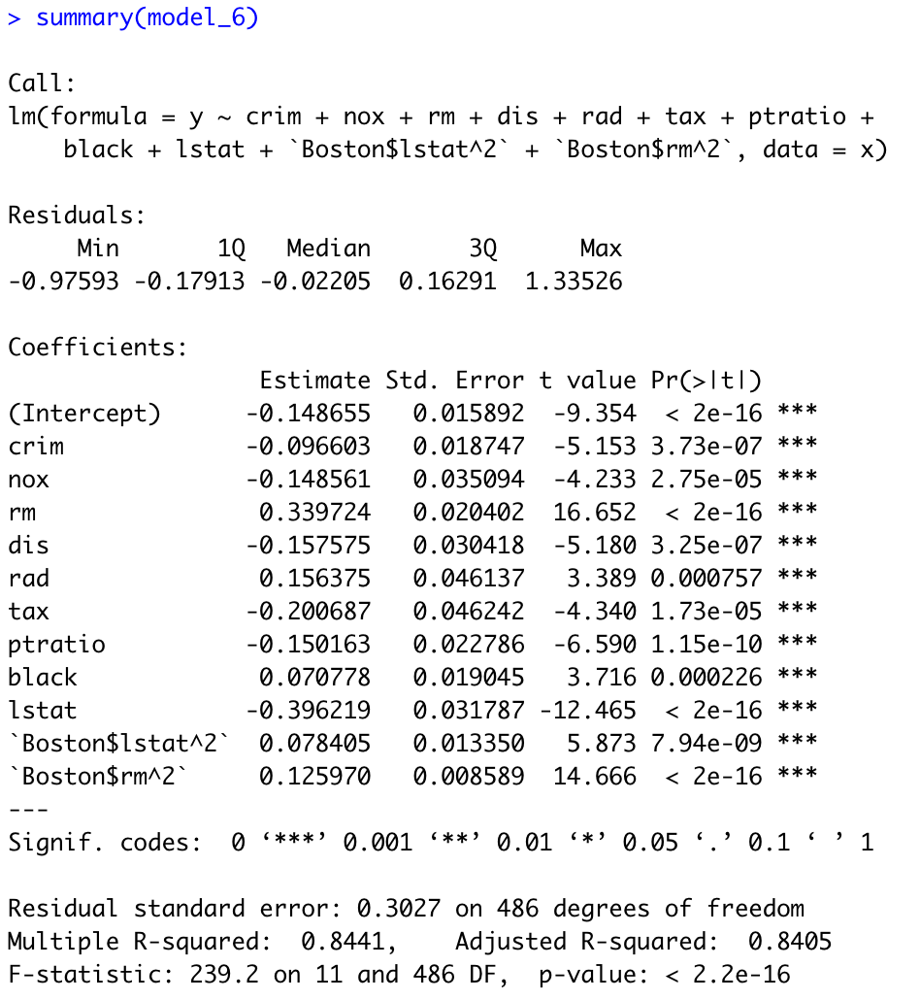 > summary(model_6)
Call:
lm(formula = y ~ crim + nox + rm + dis + rad + tax + ptratio +
    black + lstat + `Boston$lstat^2` + `Boston$rm^2`, data = x)
Residuals:
     Min       1Q   Median       3Q      Max
-0.97593 -0.17913 -0.02205  0.16291  1.33526
Coefficients:
                  Estimate Std. Error t value Pr(>|t|)
(Intercept)      -0.148655   0.015892  -9.354  < 2e-16 ***
crim             -0.096603   0.018747  -5.153 3.73e-07 ***
nox              -0.148561   0.035094  -4.233 2.75e-05 ***
rm                0.339724   0.020402  16.652  < 2e-16 ***
dis              -0.157575   0.030418  -5.180 3.25e-07 ***
rad               0.156375   0.046137   3.389 0.000757 ***
tax              -0.200687   0.046242  -4.340 1.73e-05 ***
ptratio          -0.150163   0.022786  -6.590 1.15e-10 ***
black             0.070778   0.019045   3.716 0.000226 ***
lstat            -0.396219   0.031787 -12.465  < 2e-16 ***
`Boston$lstat^2`  0.078405   0.013350   5.873 7.94e-09 ***
`Boston$rm^2`     0.125970   0.008589  14.666  < 2e-16 ***
---
Signif. codes:  0 ‘***’ 0.001 ‘**’ 0.01 ‘*’ 0.05 ‘.’ 0.1 ‘ ’ 1
Residual standard error: 0.3027 on 486 degrees of freedom
Multiple R-squared:  0.8441,    Adjusted R-squared:  0.8405
F-statistic: 239.2 on 11 and 486 DF,  p-value: < 2.2e-16